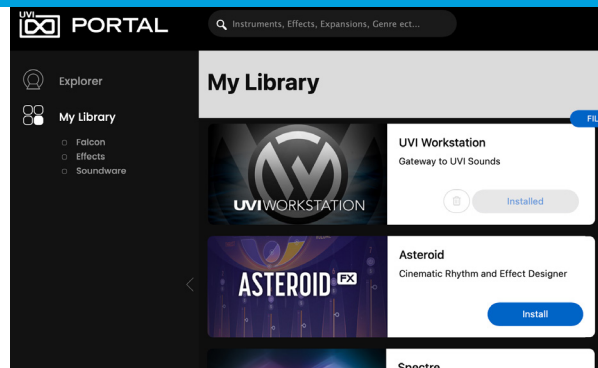 UVI PORTAL
Instruments, Effects, Expansions, Genre ect...
Explorer
My Library
Falcon
Effects
Soundware
My Library
FIL
UVIWORKSTATION
UVI Workstation
Gateway to UVI Sounds
Installed
ASTEROID FX
Asteroid
Cinematic Rhythm and Effect Designer
Install
Spectre